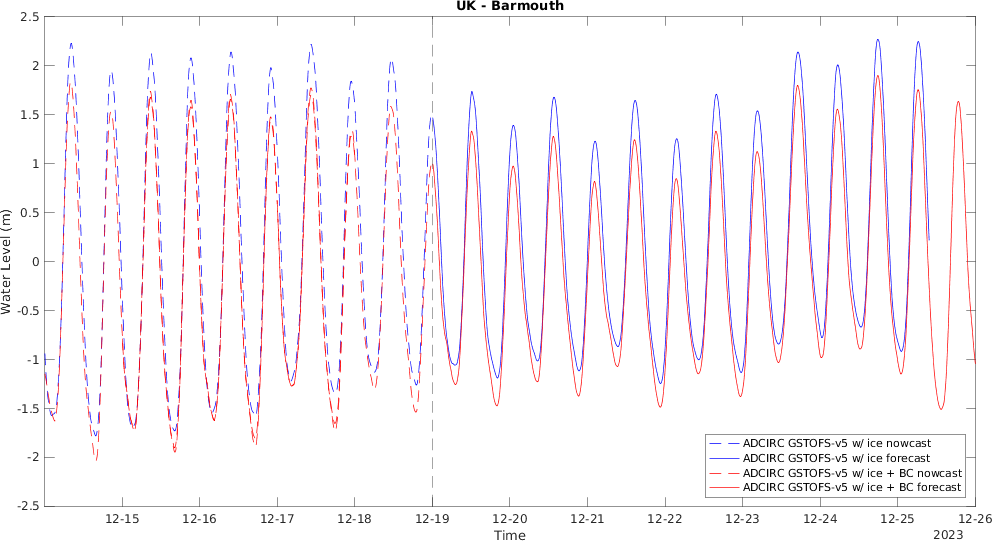 UK - Barmouth
2.5
2
1.5
1
0.5
0
-0.5
-1
-1.5
-2
-2.5
Water Level (m)
ADCIRC GSTOFS-v5 w/ ice nowcast
ADCIRC GSTOFS-v5 w/ ice forecast
ADCIRC GSTOFS-v5 w/ ice + BC nowcast
ADCIRC GSTOFS-v5 w/ ice + BC forecast
12-15 12-16 12-17 12-18 12-19 12-20 12-21 12-22 12-23 12-24 12-25 12-26
Time
2023